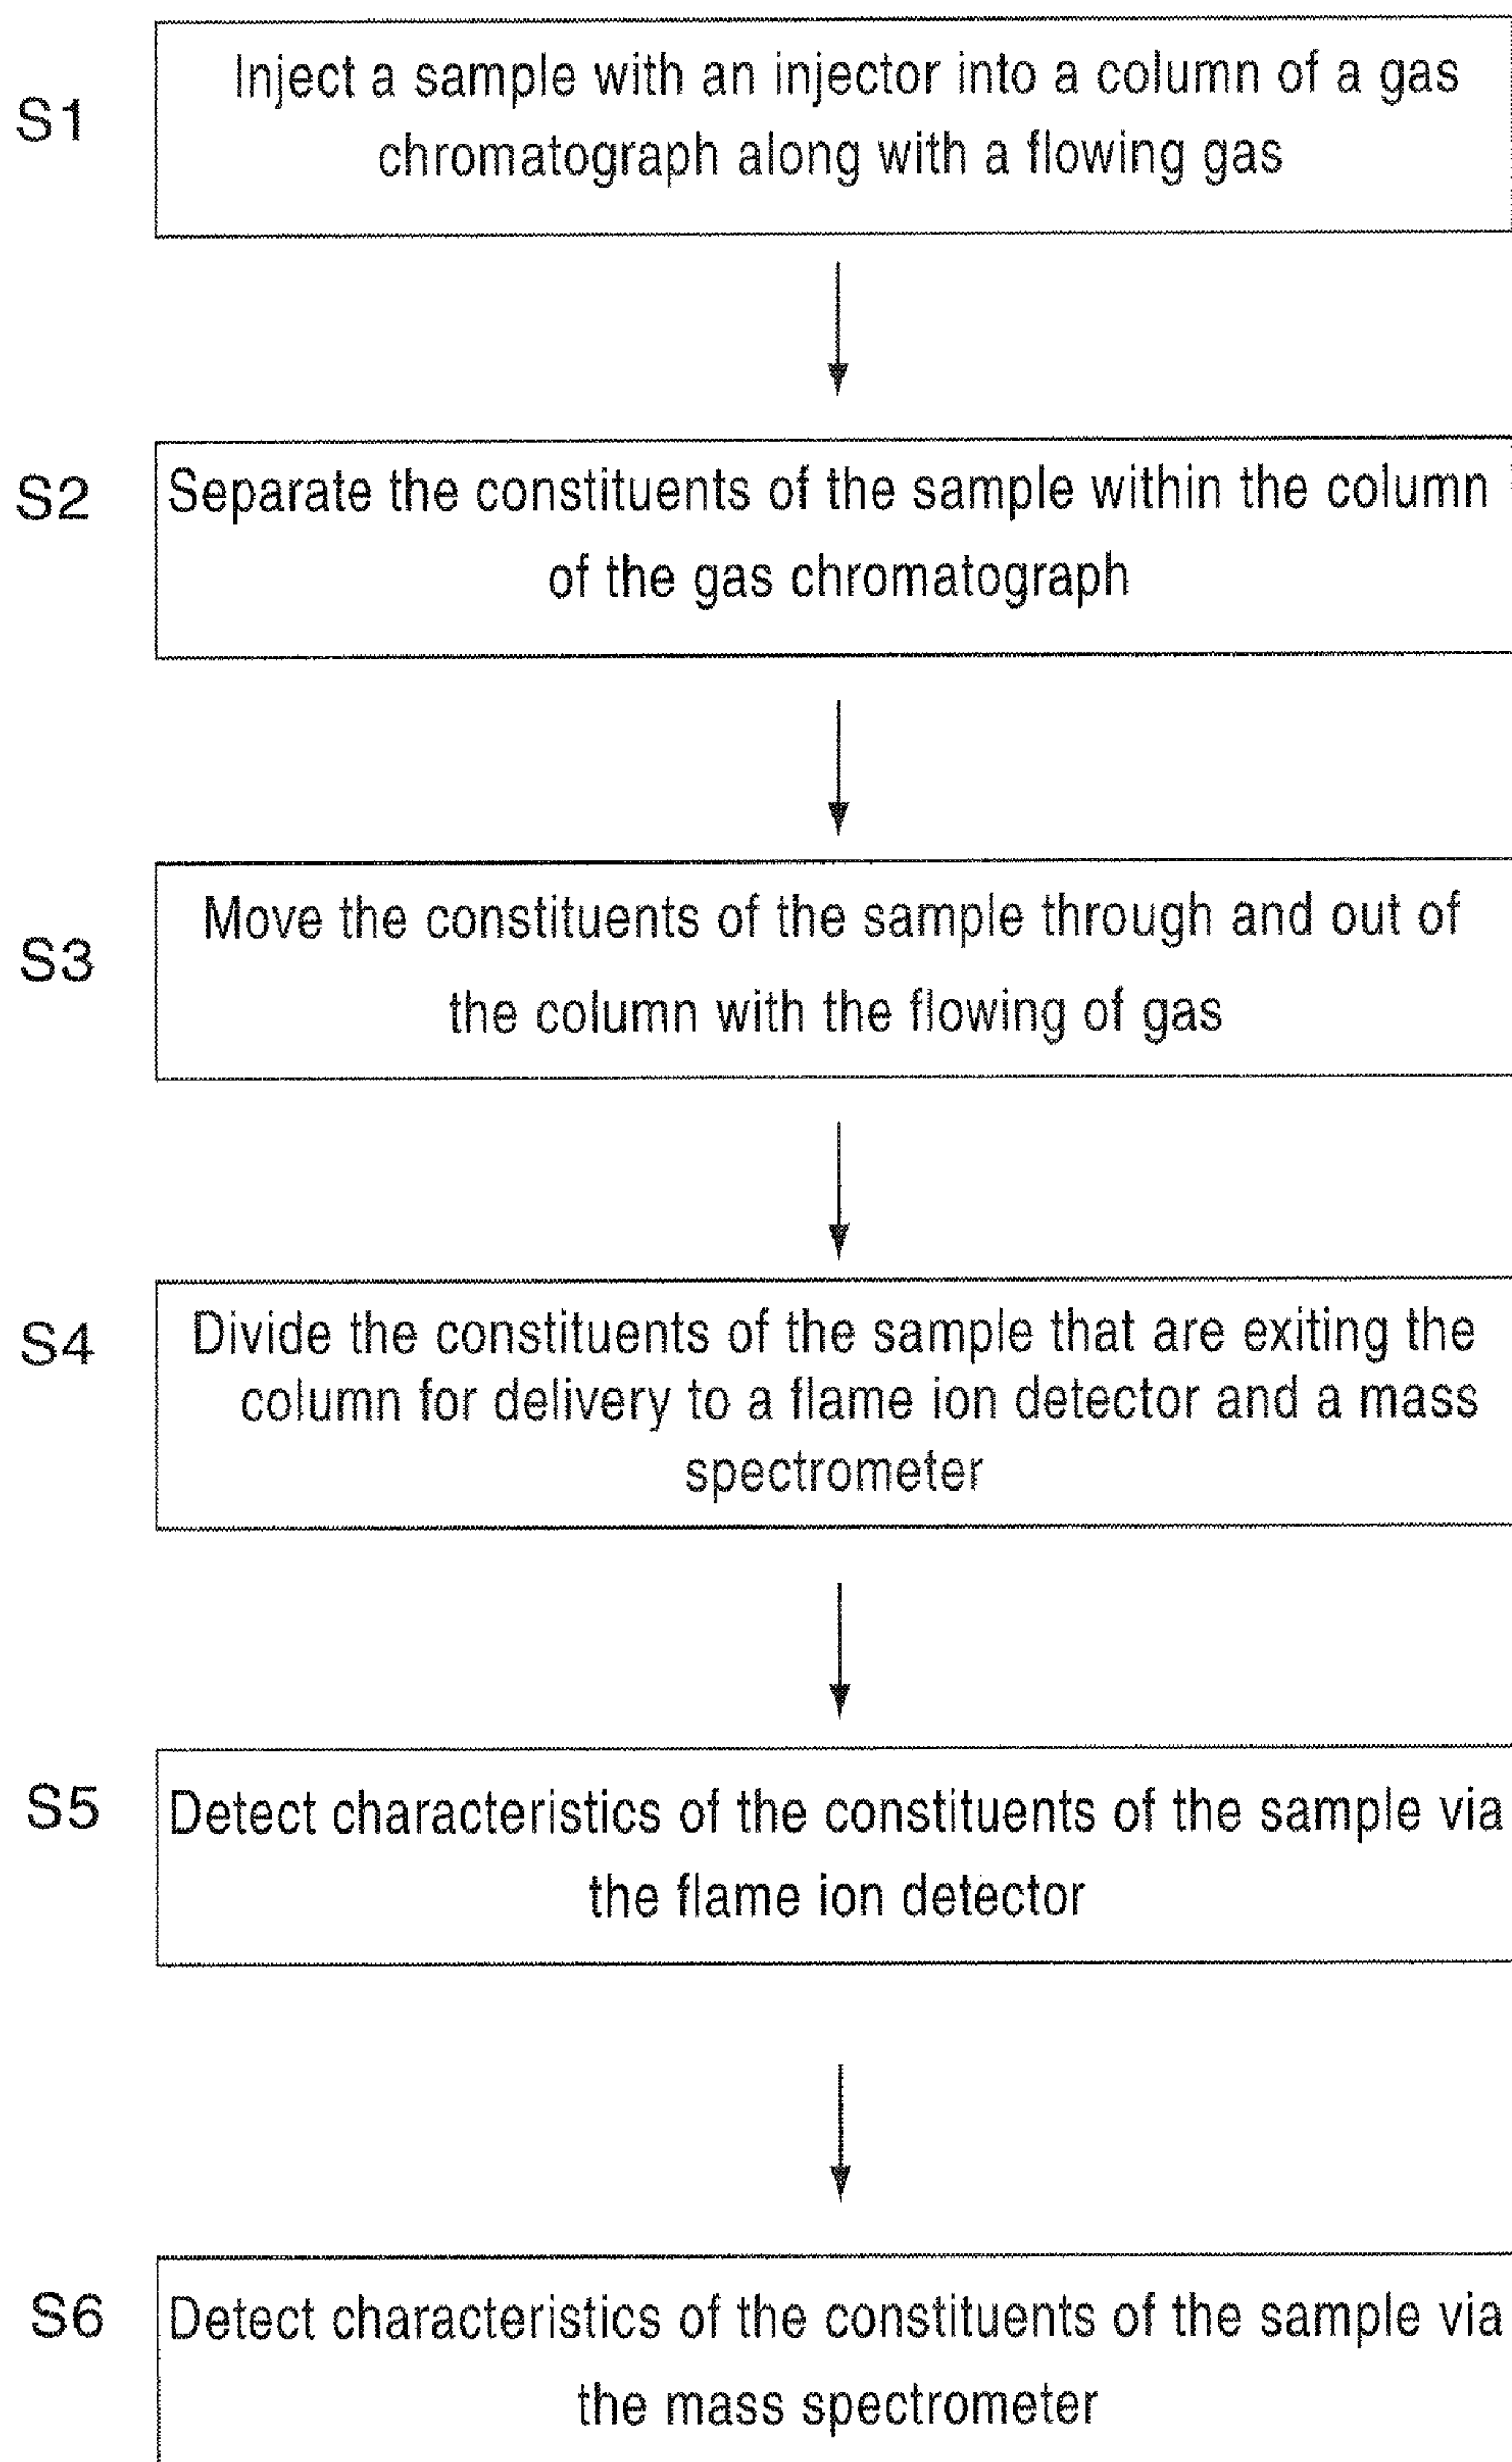 S1
Inject a sample with an injector into a column of a gas
chromatograph along with a flowing gas
S2
Separate the constituents of the sample within the column
of the gas chromatograph
S3
Move the constituents of the sample through and out of
the column with the flowing of gas
S4
Divide the constituents of the sample that are exiting the
column for delivery to a flame ion detector and a mass
spectrometer
S5
Detect characteristics of the constituents of the sample via
the flame ion detector
S6
Detect characteristics of the constituents of the sample via
the mass spectrometer